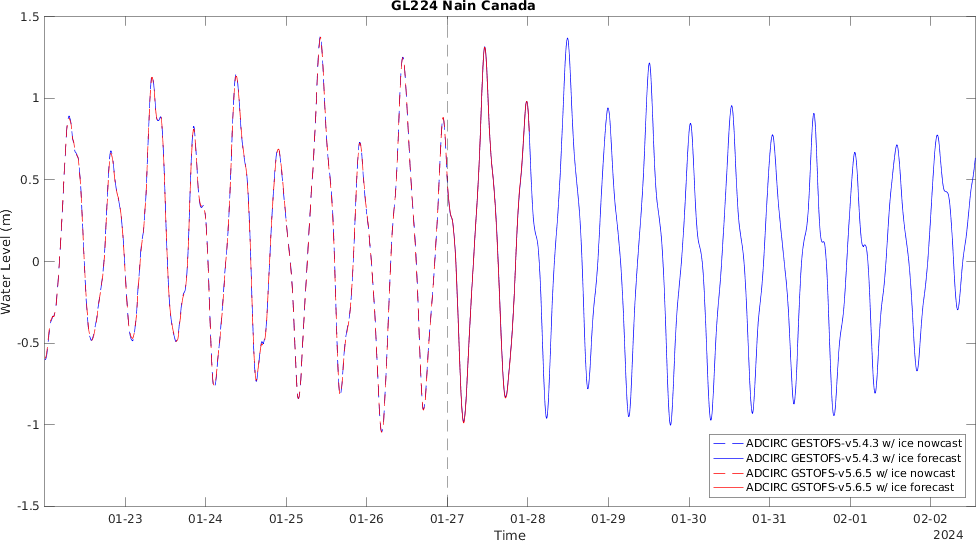 GL224 Nain Canada
1.5
1
0.5
0
-0.5
-1
-1.5
Water Level (m)
ADCIRC GESTOFS-v5.4.3 w/ ice nowcast
ADCIRC GESTOFS-v5.4.3 w/ ice forecast
ADCIRC GSTOFS-v5.6.5 w/ ice nowcast
ADCIRC GSTOFS-v5.6.5 w/ ice forecast
01-23 01-24 01-25 01-26 01-27 01-28 01-29 01-30 01-31 02-01 02-02
Time
2024